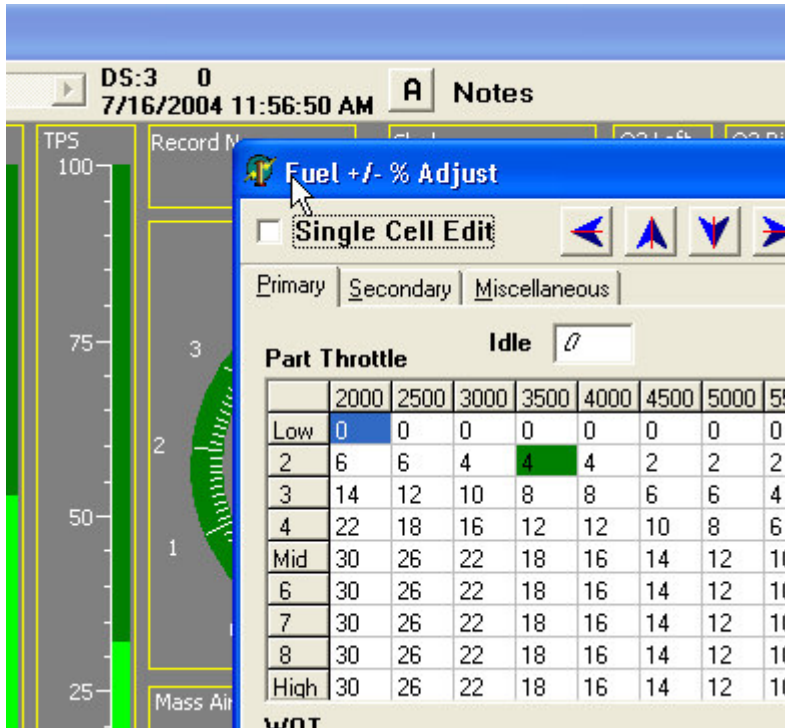 DS:3 0
7/16/2004 11:56:50 AM A Notes
TPS
Record
100
75
50
25
3
2
1
Mass Air
Fuel +/- % Adjust
Single Cell Edit
Primary Secondary Miscellaneous
Idle 0
Part Throttle
2000 2500 3000 3500 4000 4500 5000
Low 0 0 0 0 0 0 0 0
2 6 6 4 4 4 2 2 2
3 14 12 10 8 8 6 6 4
4 22 18 16 12 12 10 8 6
Mid 30 26 22 18 16 14 12
6 30 26 22 18 16 14 12
7 30 26 22 18 16 14 12
8 30 26 22 18 16 14 12
High 30 26 22 18 16 14 12
WOT